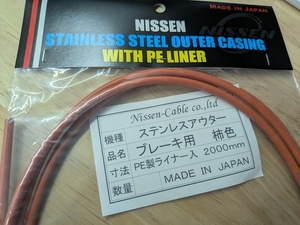 MADE IN JAPAN
NISSEN
NISSEN
STAINLESS STEEL OUTER CASING
WITH PE LINER
Nissen-Cable co.,ltd
機種 ステンレスアウター
品名 ブレーキ用 柿色
寸法 PE製ライナー入 2000mm
数量 MADE IN JAPAN